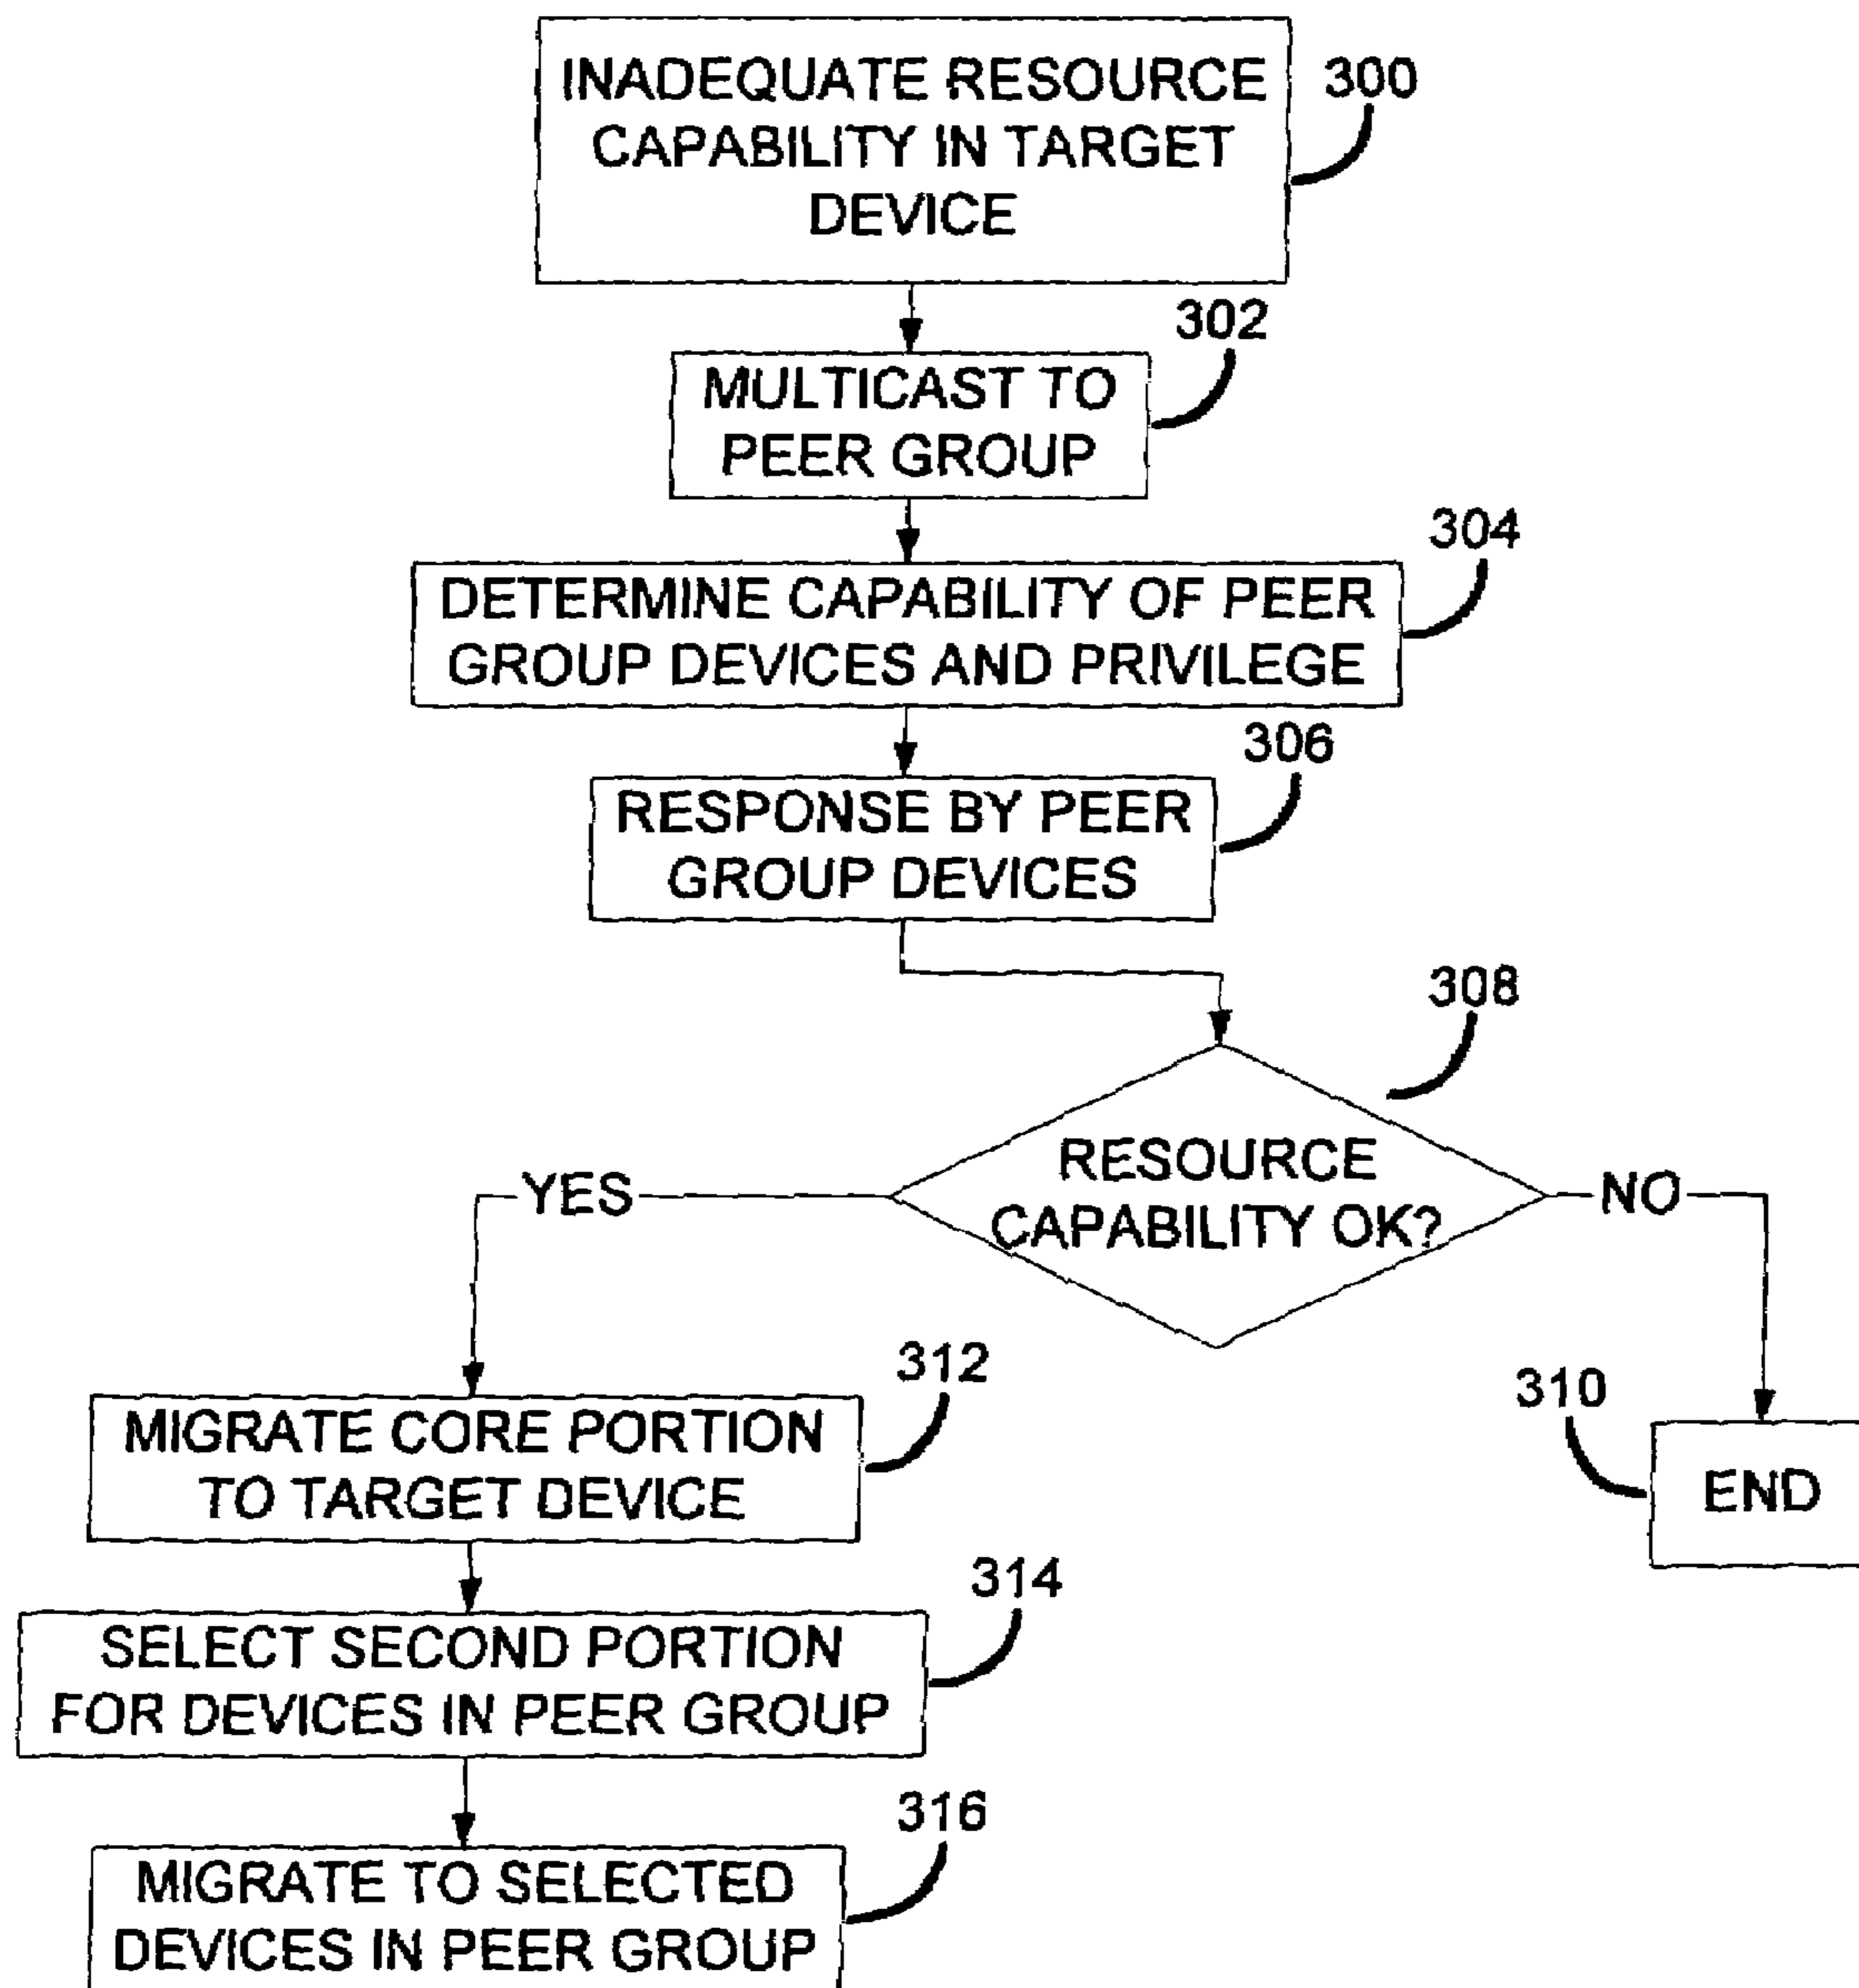 INADEQUATE RESOURCE
CAPABILITY IN TARGET
DEVICE
300
302
MULTICAST TO
PEER GROUP
304
DETERMINE CAPABILITY OF PEER
GROUP DEVICES AND PRIVILEGE
306
RESPONSE BY PEER
GROUP DEVICES
308
RESOURCE
CAPABILITY OK?
YES
NO
312
MIGRATE CORE PORTION
TO TARGET DEVICE
310
END
314
SELECT SECOND PORTION
FOR DEVICES IN PEER GROUP
316
MIGRATE TO SELECTED
DEVICES IN PEER GROUP